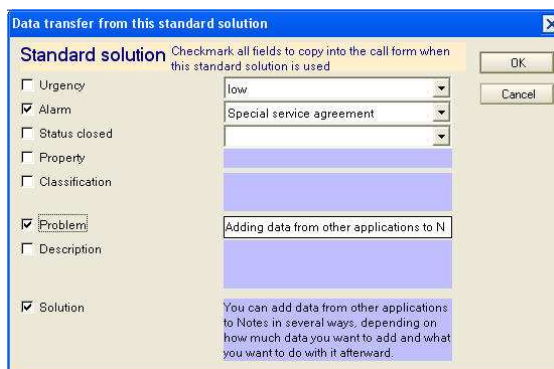 Data transfer from this standard solution
Standard solution Checkmark all fields to copy into the call form when
this standard solution is used
OK
Cancel
Urgency low
Alarm Special service agreement
Status closed
Property
Classification
Problem Adding data from other applications to N
Description
Solution You can add data from other applications
to Notes in several ways, depending on
how much data you want to add and what
you want to do with it afterward.